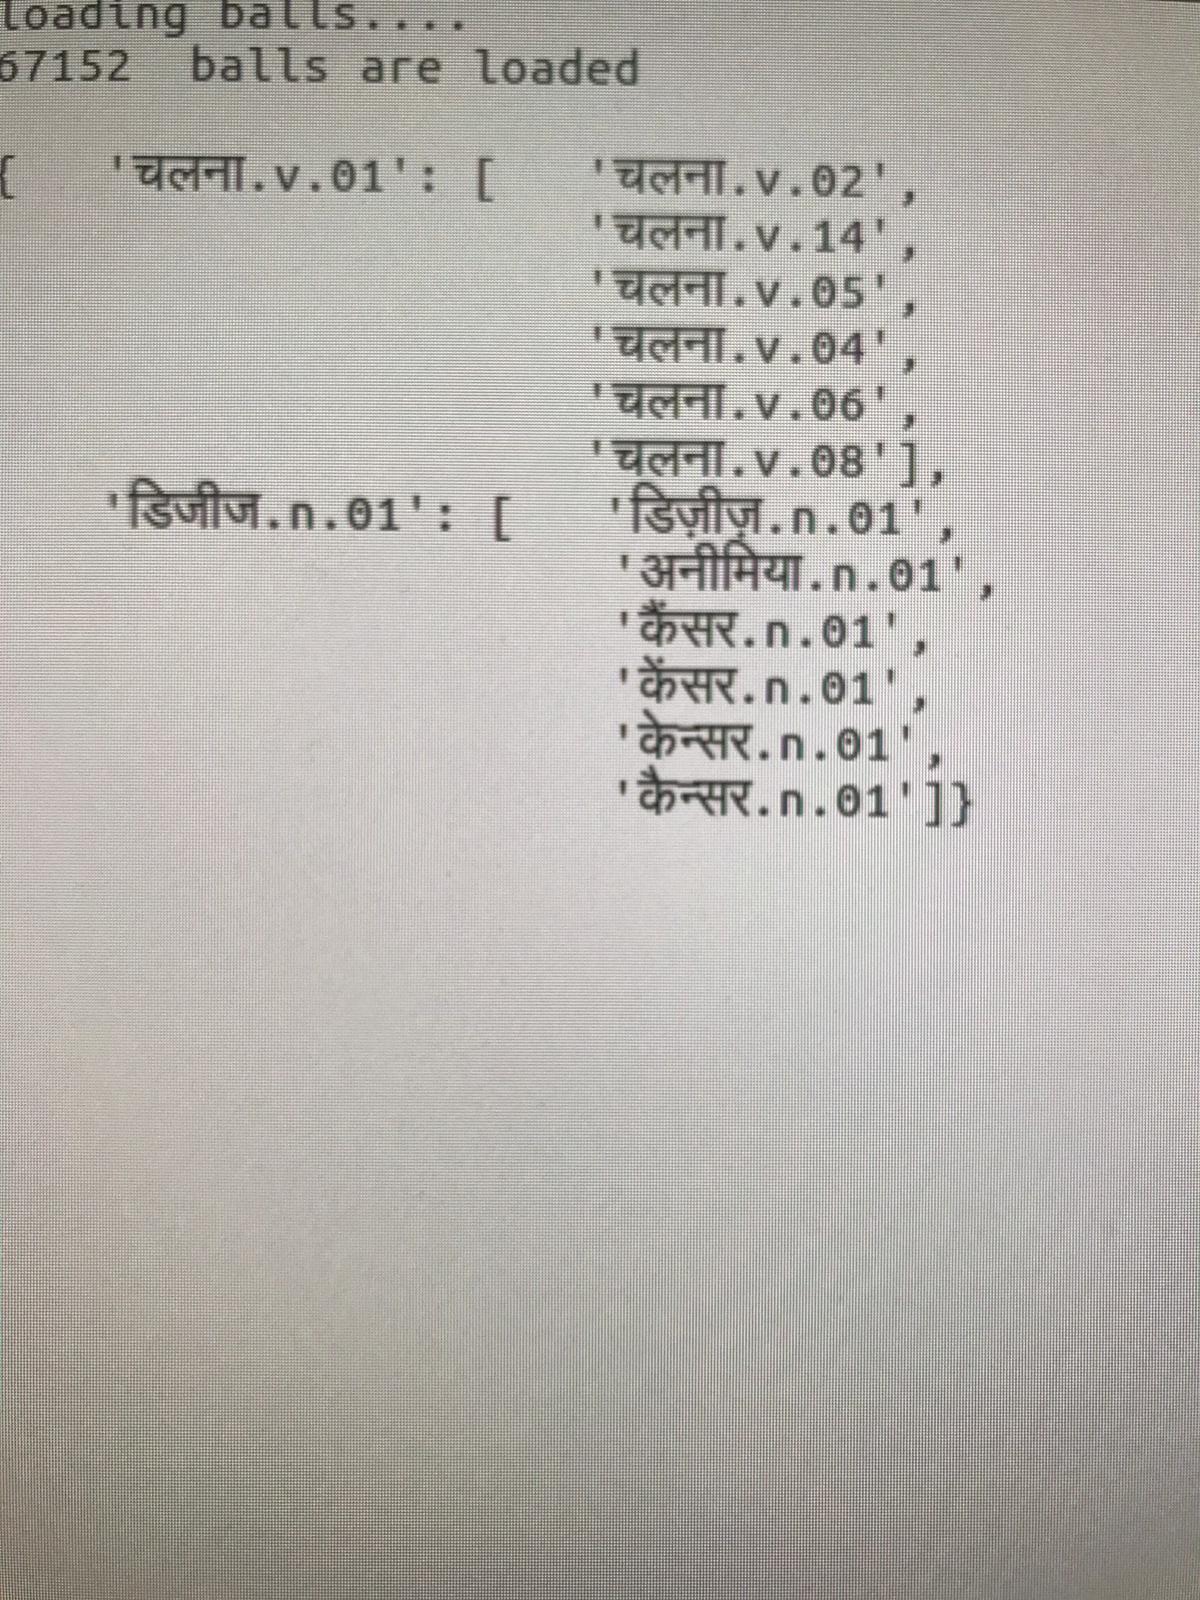 loading balls....
67152 balls are loaded
{ 'चलना.v.01': [ 'चलना.v.02',
'चलना.v.14',
'चलना.v.05',
'चलना.v.04',
'चलना.v.06',
'चलना.v.08'],
'डिजीज.n.01': [ 'डिज़ीज़.n.01',
'अनीमिया.n.01',
'कैंसर.n.01',
'केंसर.n.01',
'केन्सर.n.01',
'कैन्सर.n.01']}